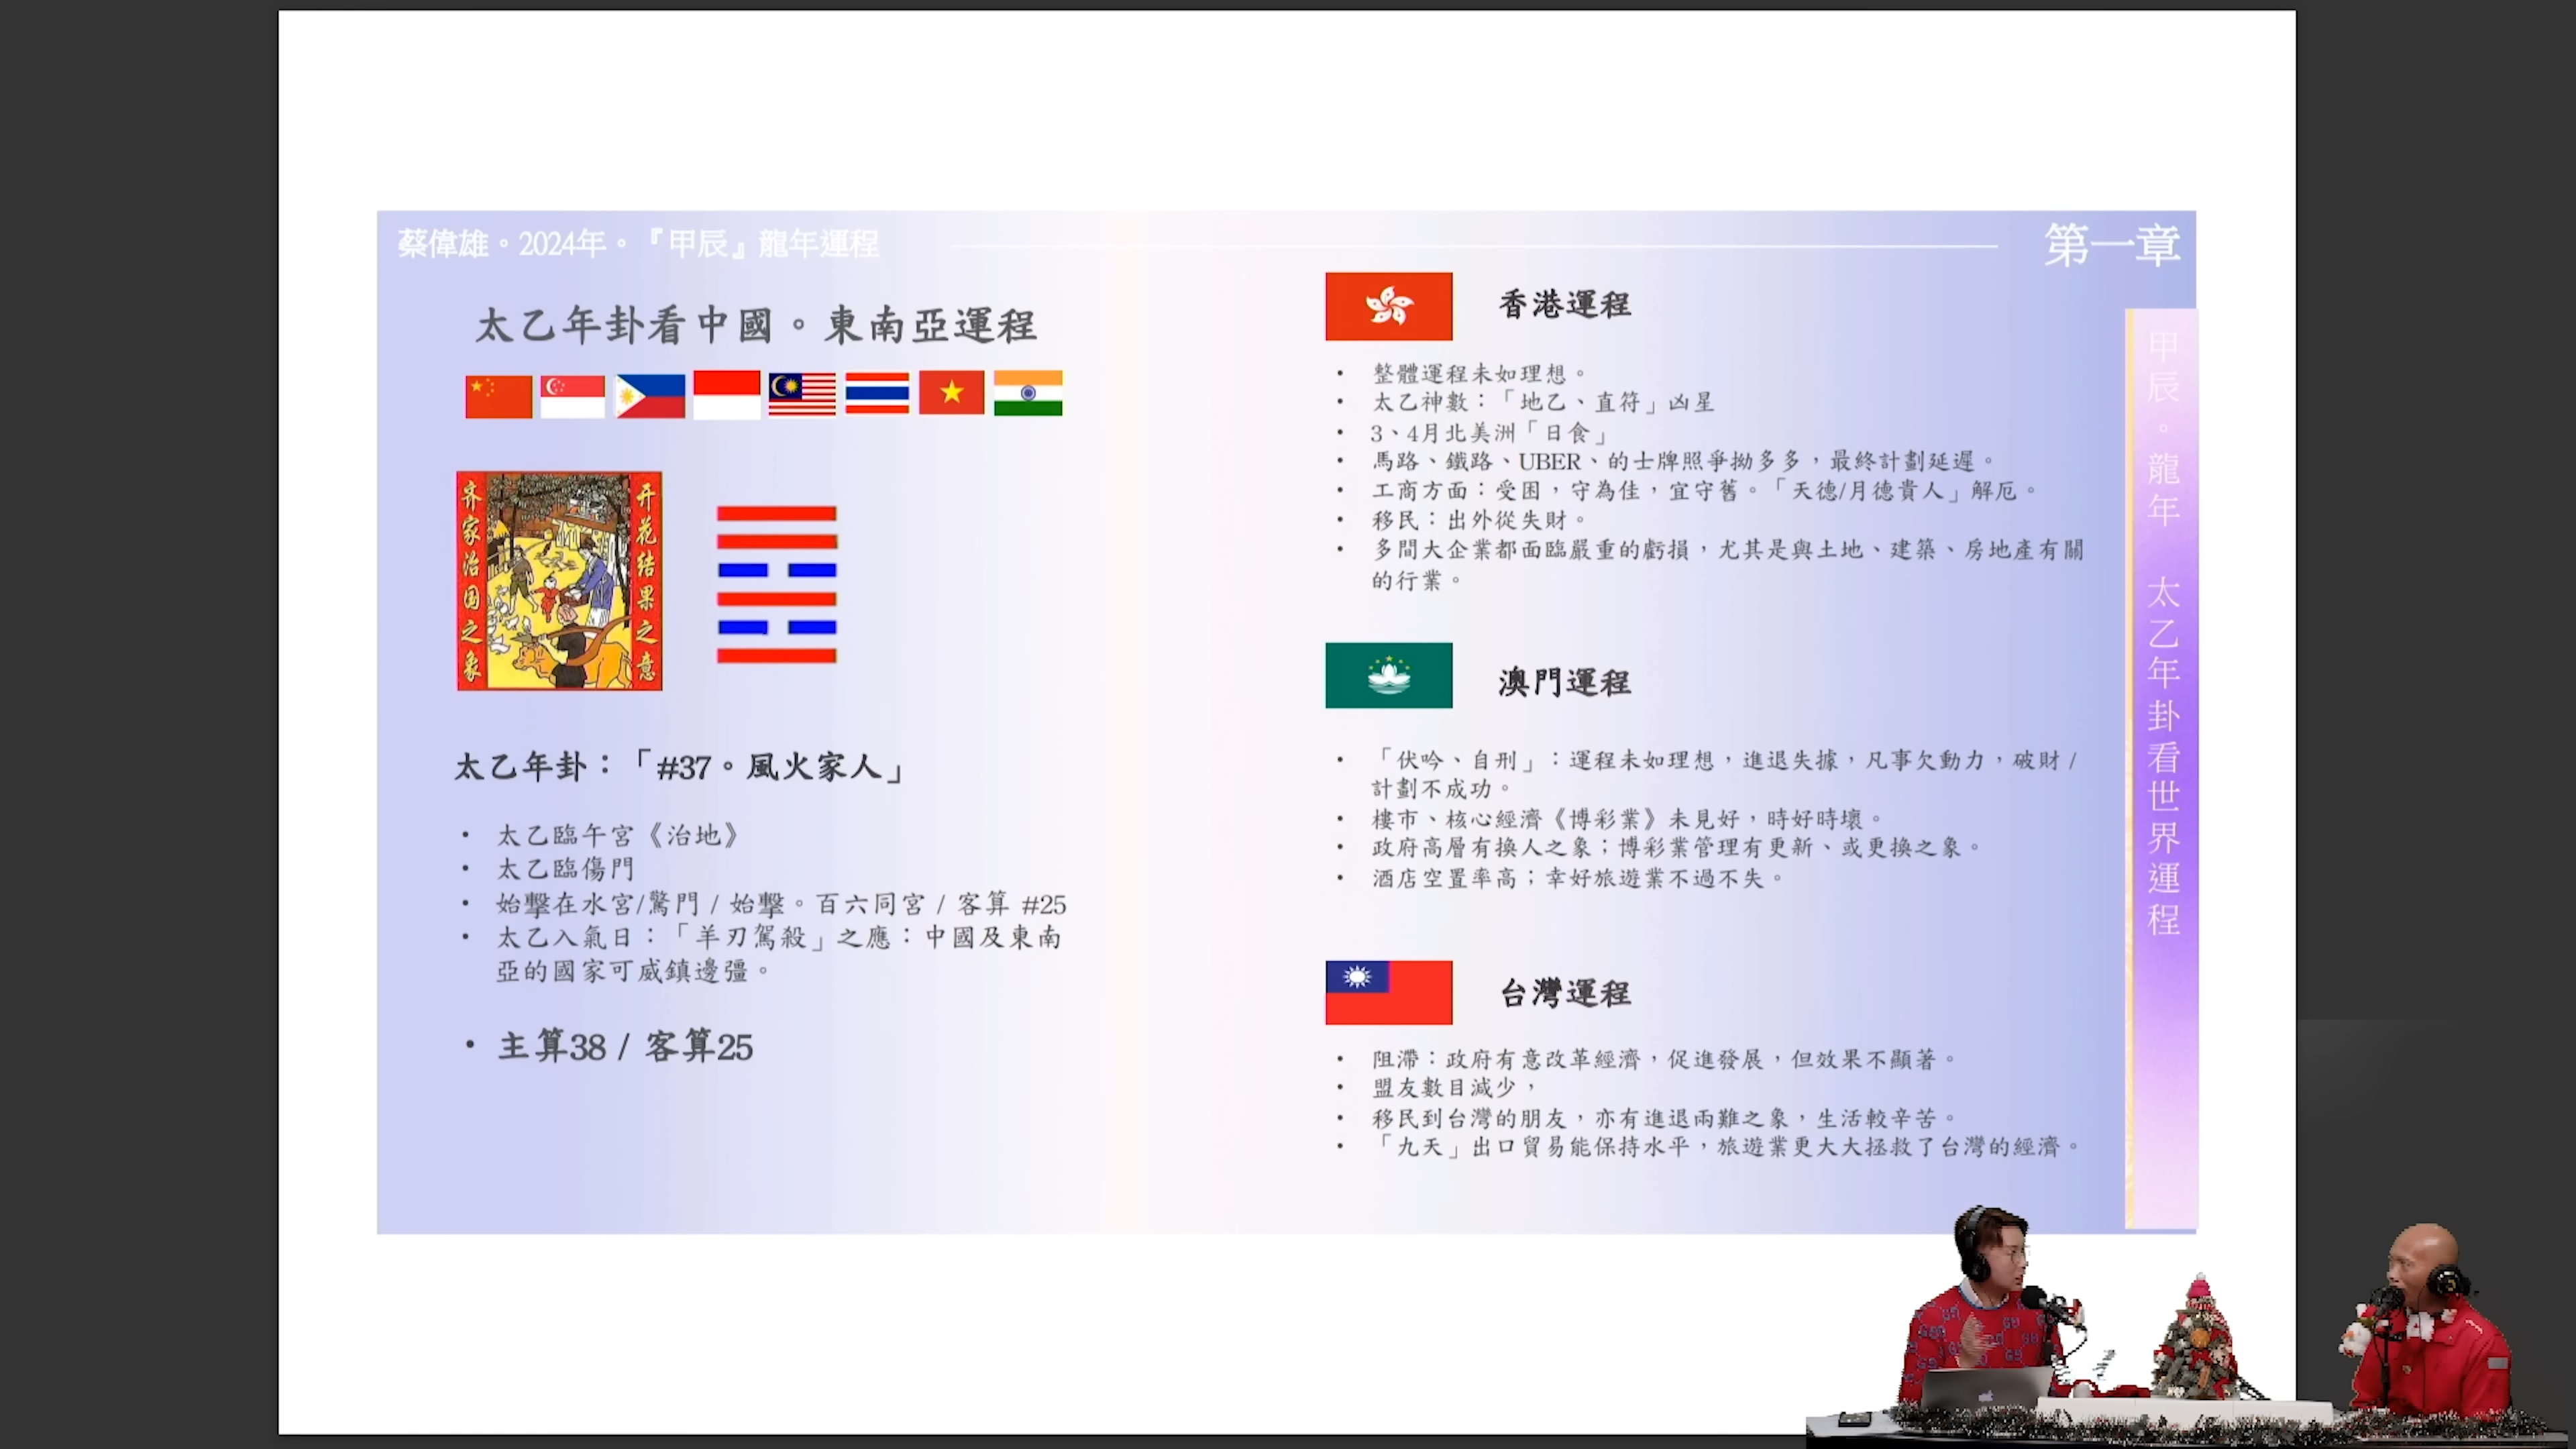 蔡偉雄。2024年。『甲辰』龍年運程
第一章
太乙年卦看中國。東南亞運程
齐家治国之象
开花结果之意
太乙年卦：「#37。風火家人」
• 太乙臨午宮《治地》
• 太乙臨傷門
• 始擊在水宮/驚門 / 始擊。百六同宮 / 客算 #25
• 太乙入氣日：「羊刃駕殺」之應：中國及東南
亞的國家可威鎮邊彊。
• 主算38 / 客算25
香港運程
• 整體運程未如理想。
• 太乙神數：「地乙、直符」凶星
• 3、4月北美洲「日食」
• 馬路、鐵路、UBER、的士牌照爭拗多多，最終計劃延遲。
• 工商方面：受困，守為佳，宜守舊。「天德/月德貴人」解厄。
• 移民：出外從失財。
• 多間大企業都面臨嚴重的虧損，尤其是與土地、建築、房地產有關
的行業。
澳門運程
• 「伏吟、自刑」：運程未如理想，進退失據，凡事欠動力，破財 /
計劃不成功。
• 樓市、核心經濟《博彩業》未見好，時好時壞。
• 政府高層有換人之象；博彩業管理有更新、或更換之象。
• 酒店空置率高；幸好旅遊業不過不失。
台灣運程
• 阻滯：政府有意改革經濟，促進發展，但效果不顯著。
• 盟友數目減少，
• 移民到台灣的朋友，亦有進退兩難之象，生活較辛苦。
• 「九天」出口貿易能保持水平，旅遊業更大大拯救了台灣的經濟。
甲辰。龍年 太乙年卦看世界運程